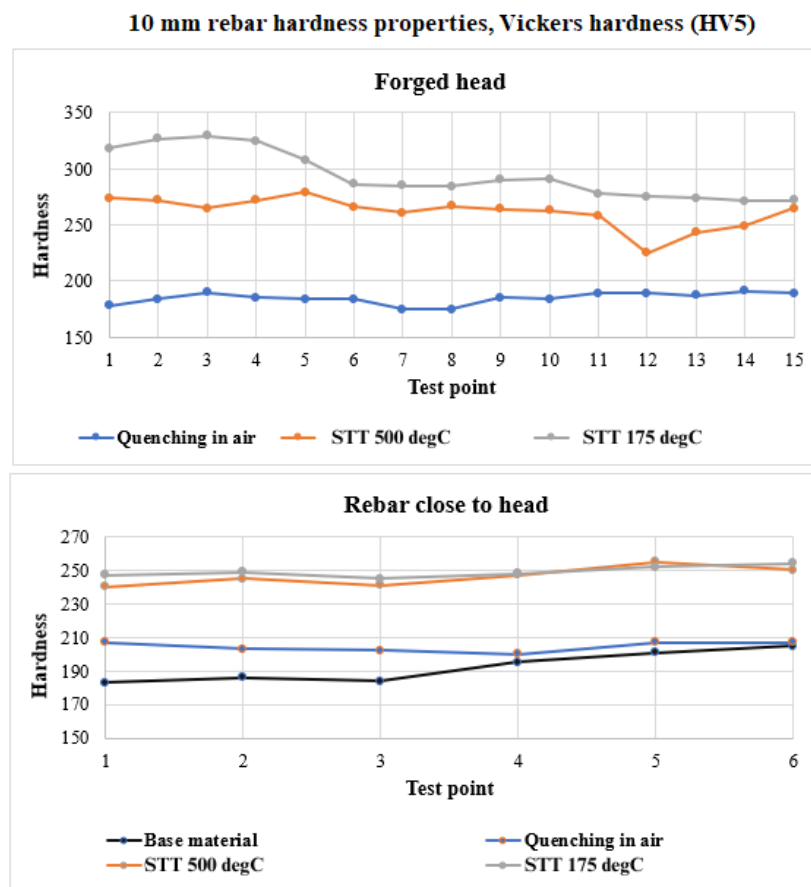 10 mm rebar hardness properties, Vickers hardness (HV5)
Forged head
350
300
250
200
150
Hardness
1 2 3 4 5 6 7 8 9 10 11 12 13 14 15
Test point
Quenching in air STT 500 degC STT 175 degC
Rebar close to head
270
250
230
210
190
170
150
Hardness
1 2 3 4 5 6
Test point
Base material Quenching in air
STT 500 degC STT 175 degC